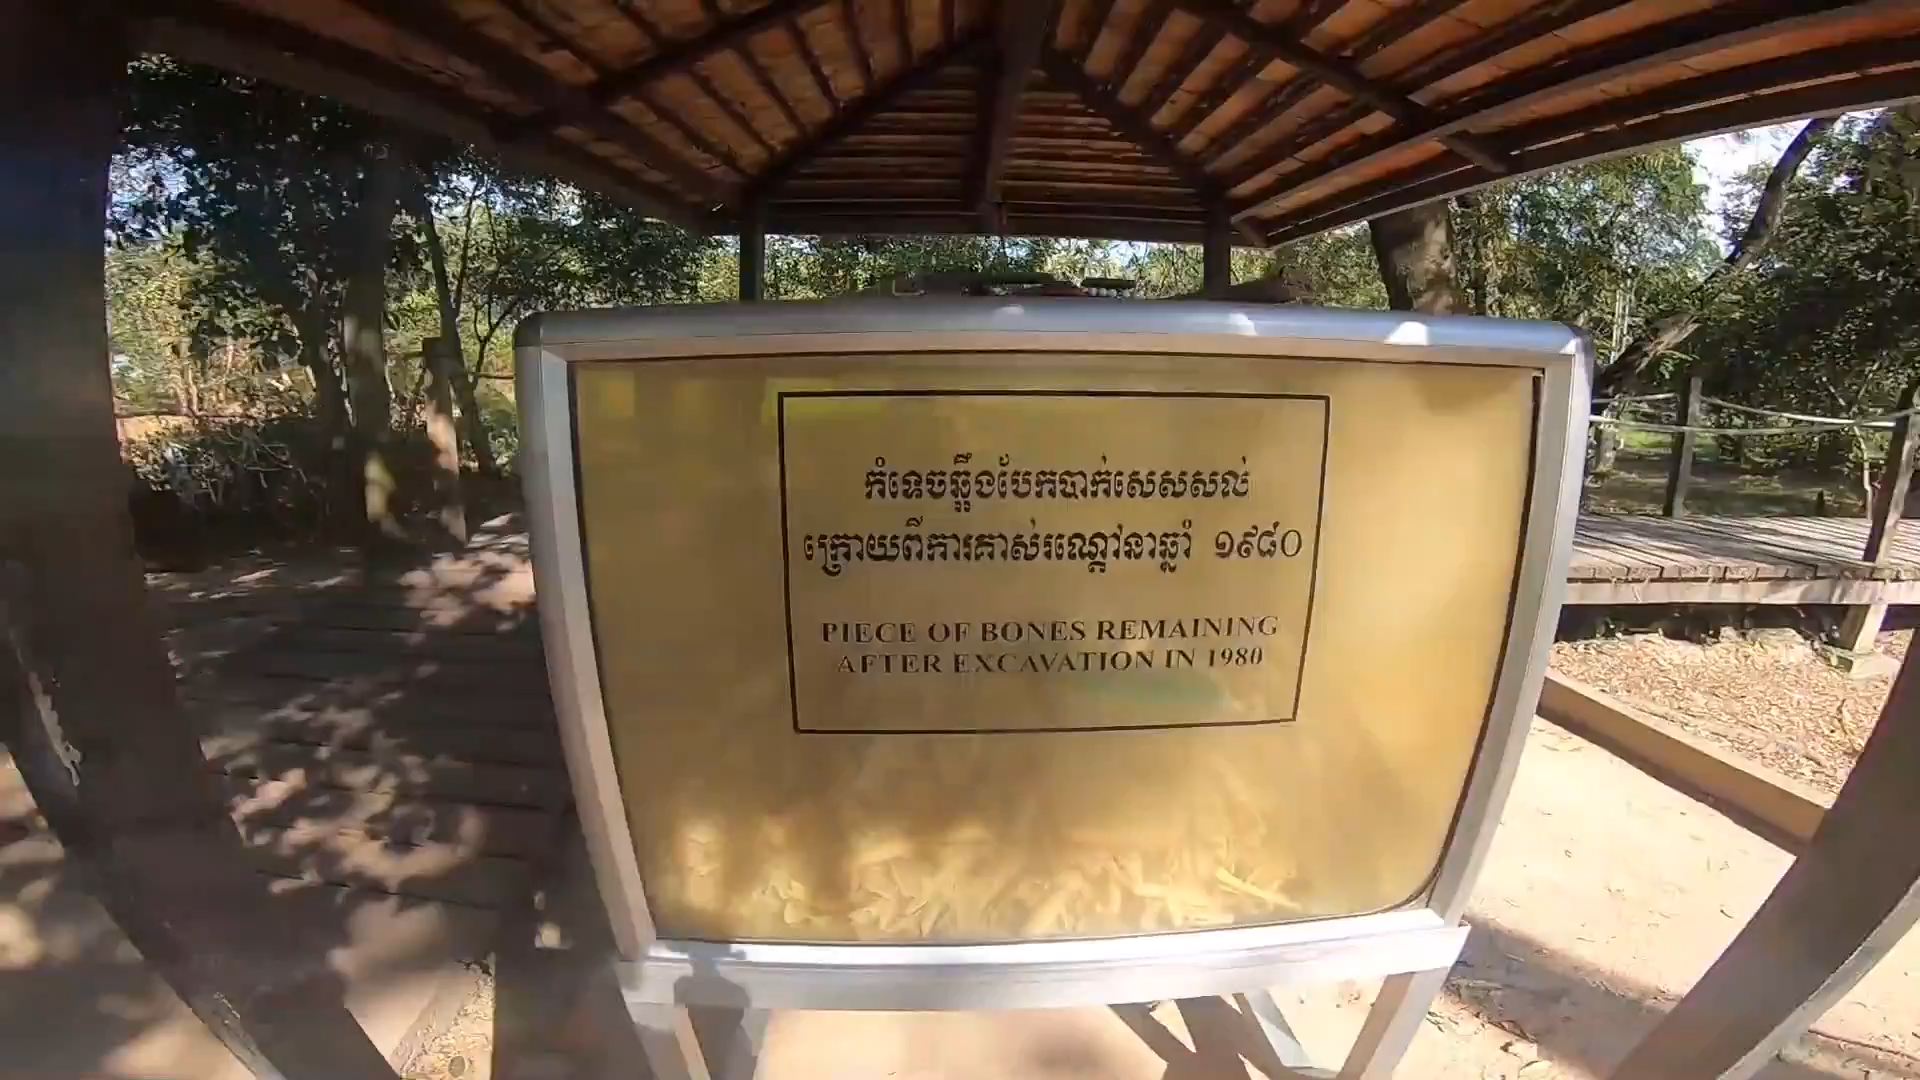 កំទេចឆ្អឹងបែកបាក់សេសសល់
ក្រោយពីការគាស់រណ្តៅនាឆ្នាំ ១៩៨០
PIECE OF BONES REMAINING
AFTER EXCAVATION IN 1980